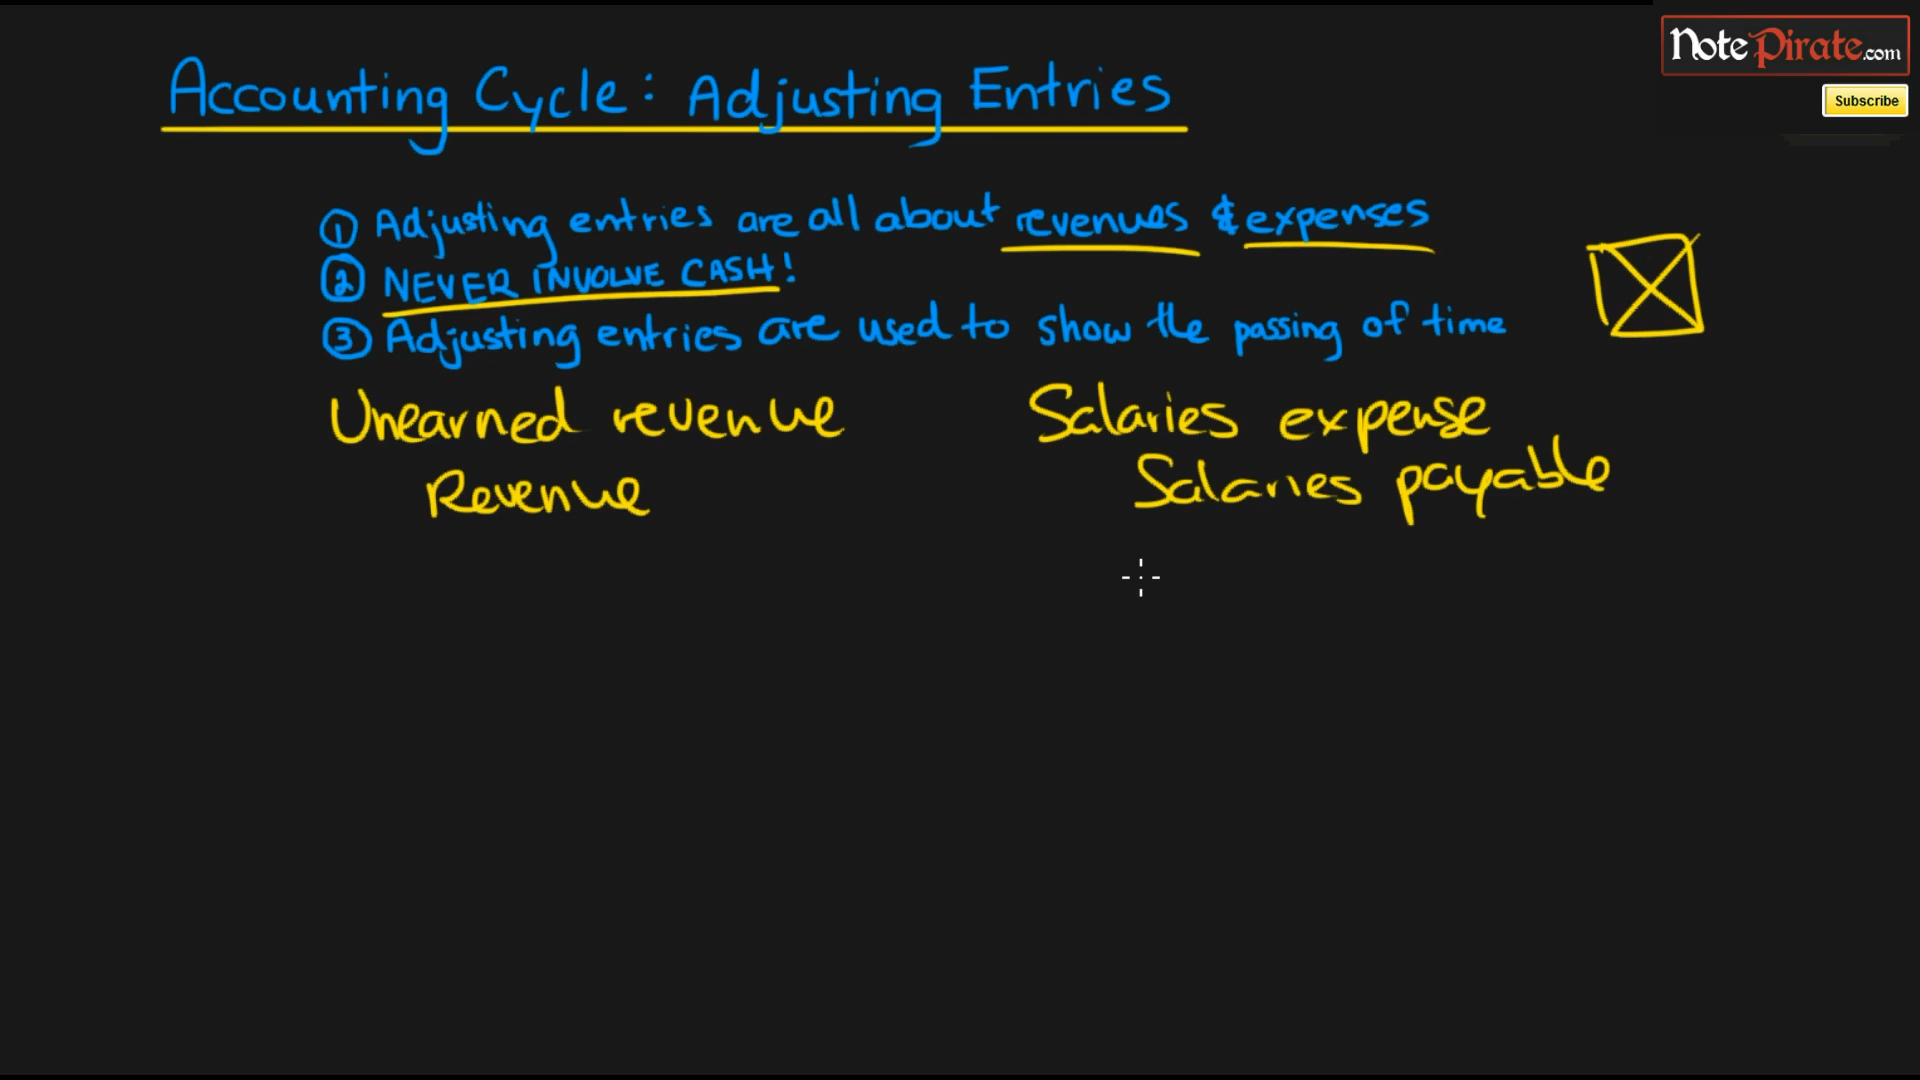 NotePirate.com
Subscribe
Accounting Cycle: Adjusting Entries
① Adjusting entries are all about revenues & expenses
② NEVER INVOLVE CASH!
③ Adjusting entries are used to show the passing of time
Unearned revenue
Revenue
Salaries expense
Salaries payable